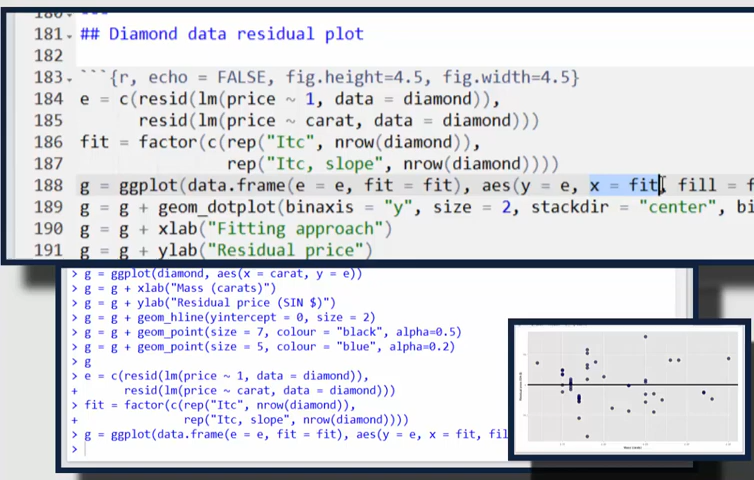 181 ## Diamond data residual plot
182
183 ```{r, echo = FALSE, fig.height=4.5, fig.width=4.5}
184 e = c(resid(lm(price ~ 1, data = diamond)),
185 resid(lm(price ~ carat, data = diamond)))
186 fit = factor(c(rep("Itc", nrow(diamond)),
187 rep("Itc, slope", nrow(diamond))))
188 g = ggplot(data.frame(e = e, fit = fit), aes(y = e, x = fit, fill = f
189 g = g + geom_dotplot(binaxis = "y", size = 2, stackdir = "center", bi
190 g = g + xlab("Fitting approach")
191 g = g + ylab("Residual price")
> g = ggplot(diamond, aes(x = carat, y = e))
> g = g + xlab("Mass (carats)")
> g = g + ylab("Residual price (SIN $)")
> g = g + geom_hline(yintercept = 0, size = 2)
> g = g + geom_point(size = 7, colour = "black", alpha=0.5)
> g = g + geom_point(size = 5, colour = "blue", alpha=0.2)
> g
> e = c(resid(lm(price ~ 1, data = diamond)),
+ resid(lm(price ~ carat, data = diamond)))
> fit = factor(c(rep("Itc", nrow(diamond)),
+ rep("Itc, slope", nrow(diamond))))
> g = ggplot(data.frame(e = e, fit = fit), aes(y = e, x = fit, fil
>